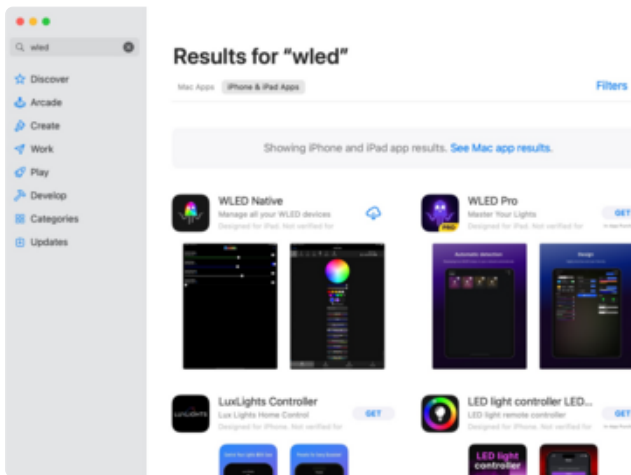 wled
Discover
Arcade
Create
Work
Play
Develop
Categories
Updates
Results for “wled”
Mac Apps iPhone & iPad Apps
Filters
Showing iPhone and iPad app results. See Mac app results.
WLED Native
Manage all your WLED devices
Designed for iPad. Not verified for
WLED Pro
Master Your Lights
Designed for iPad. Not verified for
GET
PRO
Automatic detection
Design
LuxLights Controller
Lux Lights Home Control
Designed for iPhone. Not verified for
GET
LUXLIGHTS
LED light controller LED...
LED light remote controller
Designed for iPhone. Not verified for
GET
LED light
controller